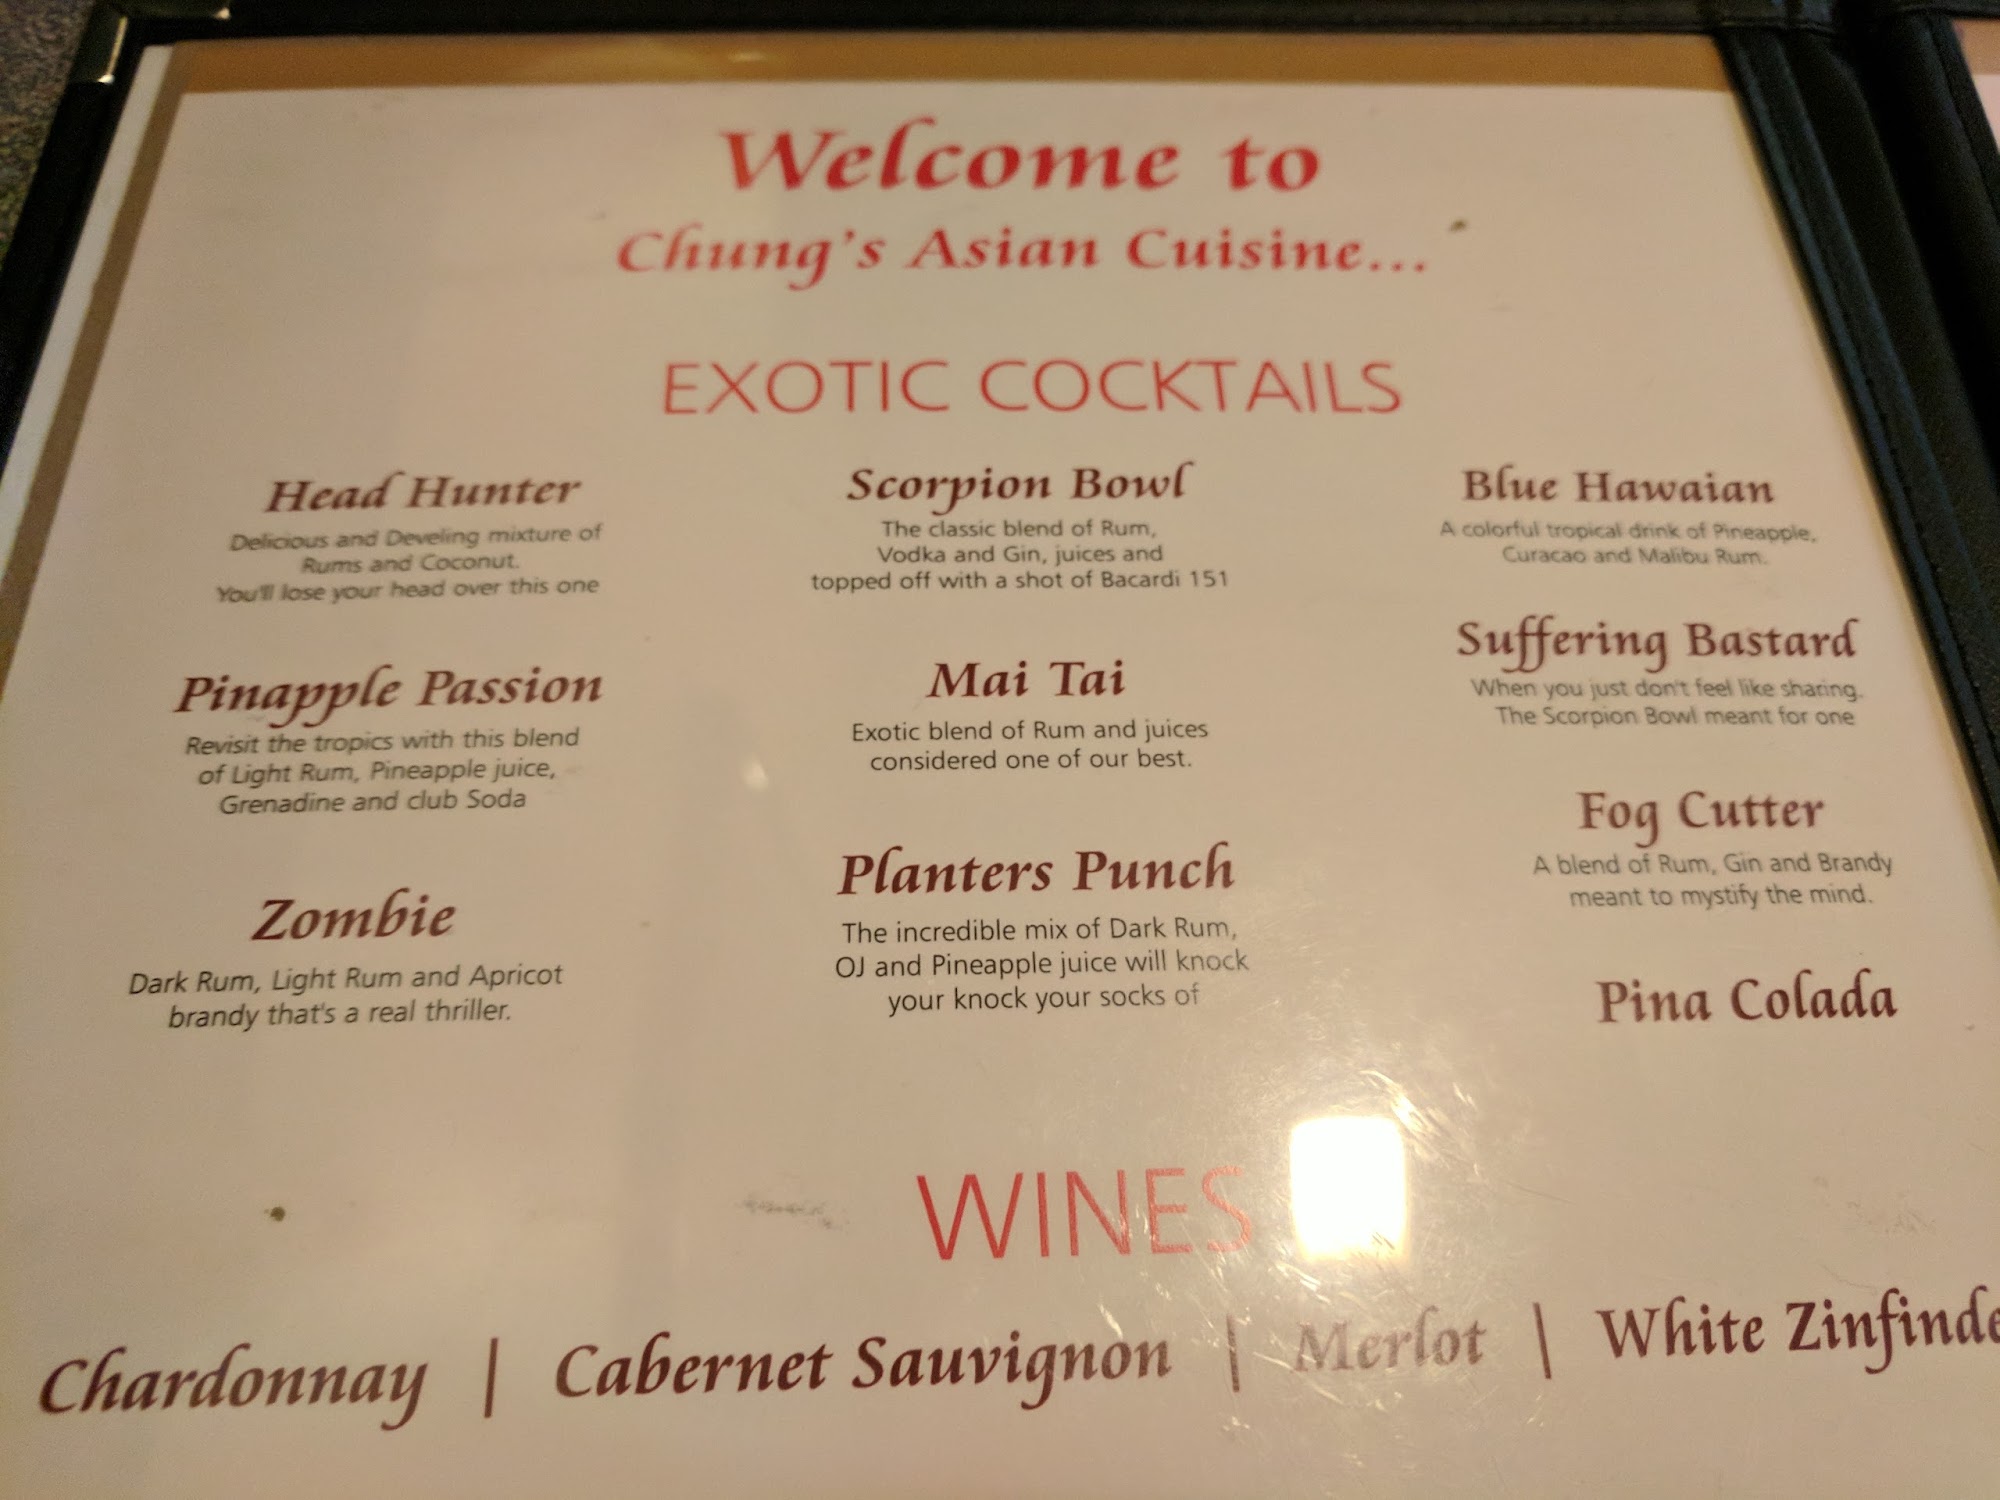 Welcome to
Chung's Asian Cuisine...
EXOTIC COCKTAILS
Head Hunter
Delicious and Develing mixture of
Rums and Coconut.
You'll lose your head over this one
Pinapple Passion
Revisit the tropics with this blend
of Light Rum, Pineapple juice,
Grenadine and club Soda
Zombie
Dark Rum, Light Rum and Apricot
brandy that's a real thriller.
Scorpion Bowl
The classic blend of Rum,
Vodka and Gin, juices and
topped off with a shot of Bacardi 151
Mai Tai
Exotic blend of Rum and juices
considered one of our best.
Planters Punch
The incredible mix of Dark Rum,
OJ and Pineapple juice will knock
your knock your socks of
Blue Hawaian
A colorful tropical drink of Pineapple,
Curacao and Malibu Rum.
Suffering Bastard
When you just don't feel like sharing.
The Scorpion Bowl meant for one
Fog Cutter
A blend of Rum, Gin and Brandy
meant to mystify the mind.
Pina Colada
WINES
Chardonnay | Cabernet Sauvignon | Merlot | White Zinfinde